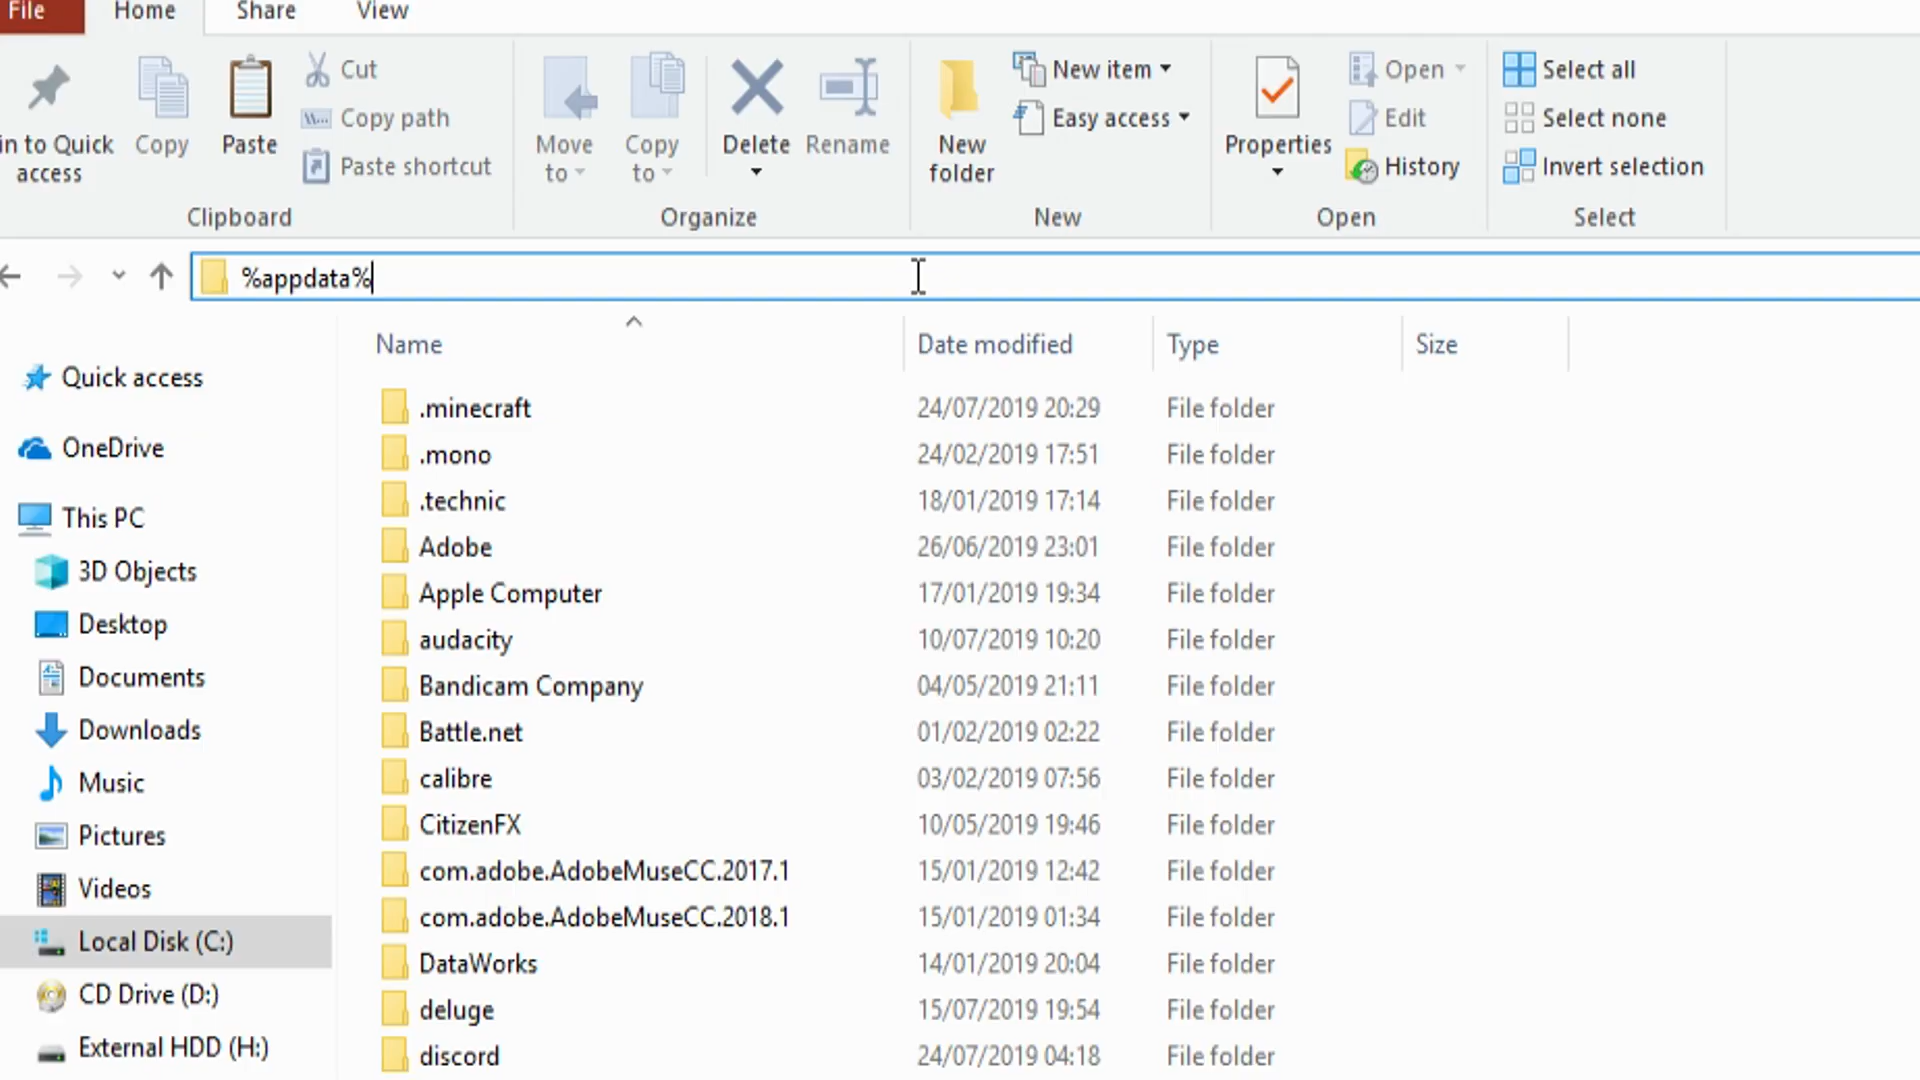 File Home Share View
in to Quick access
Copy
Paste
Cut
Copy path
Paste shortcut
Clipboard
Move to
Copy to
Delete
Rename
Organize
New folder
New item
Easy access
New
Properties
Open
Edit
History
Open
Select all
Select none
Invert selection
Select
%appdata%
Quick access
OneDrive
This PC
3D Objects
Desktop
Documents
Downloads
Music
Pictures
Videos
Local Disk (C:)
CD Drive (D:)
External HDD (H:)
Name Date modified Type Size
.minecraft 24/07/2019 20:29 File folder
.mono 24/02/2019 17:51 File folder
.technic 18/01/2019 17:14 File folder
Adobe 26/06/2019 23:01 File folder
Apple Computer 17/01/2019 19:34 File folder
audacity 10/07/2019 10:20 File folder
Bandicam Company 04/05/2019 21:11 File folder
Battle.net 01/02/2019 02:22 File folder
calibre 03/02/2019 07:56 File folder
CitizenFX 10/05/2019 19:46 File folder
com.adobe.AdobeMuseCC.2017.1 15/01/2019 12:42 File folder
com.adobe.AdobeMuseCC.2018.1 15/01/2019 01:34 File folder
DataWorks 14/01/2019 20:04 File folder
deluge 15/07/2019 19:54 File folder
discord 24/07/2019 04:18 File folder